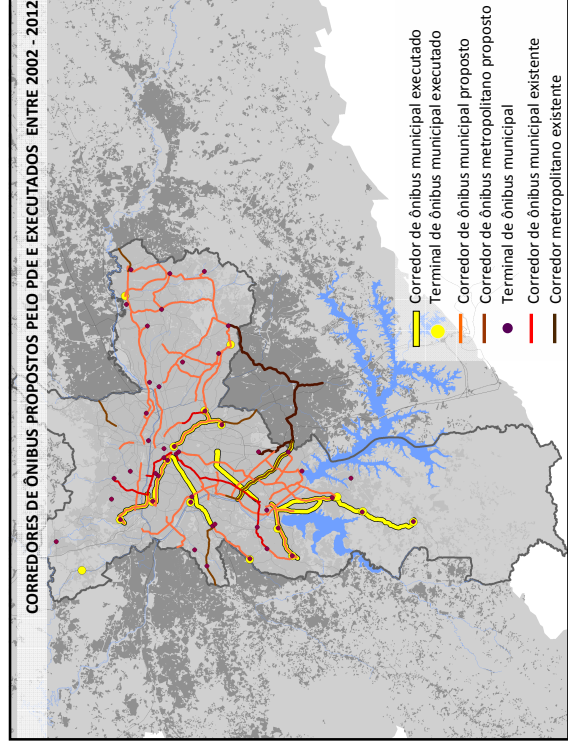 CORREDORES DE ÔNIBUS PROPOSTOS PELO PDE E EXECUTADOS ENTRE 2002 - 2012
Corredor de ônibus municipal executado
Terminal de ônibus municipal executado
Corredor de ônibus municipal proposto
Corredor de ônibus metropolitano proposto
Terminal de ônibus municipal
Corredor de ônibus municipal existente
Corredor metropolitano existente